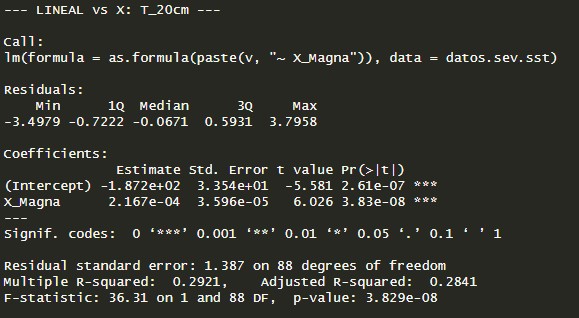 --- LINEAL vs X: T_20cm ---
Call:
lm(formula = as.formula(paste(v, "~ X_Magna")), data = datos.sev.sst)
Residuals:
    Min      1Q  Median      3Q     Max
-3.4979 -0.7222 -0.0671  0.5931  3.7958
Coefficients:
              Estimate Std. Error t value Pr(>|t|)
(Intercept) -1.872e+02  3.354e+01  -5.581 2.61e-07 ***
X_Magna      2.167e-04  3.596e-05   6.026 3.83e-08 ***
---
Signif. codes:  0 ‘***’ 0.001 ‘**’ 0.01 ‘*’ 0.05 ‘.’ 0.1 ‘ ’ 1
Residual standard error: 1.387 on 88 degrees of freedom
Multiple R-squared:  0.2921,    Adjusted R-squared:  0.2841
F-statistic: 36.31 on 1 and 88 DF,  p-value: 3.829e-08